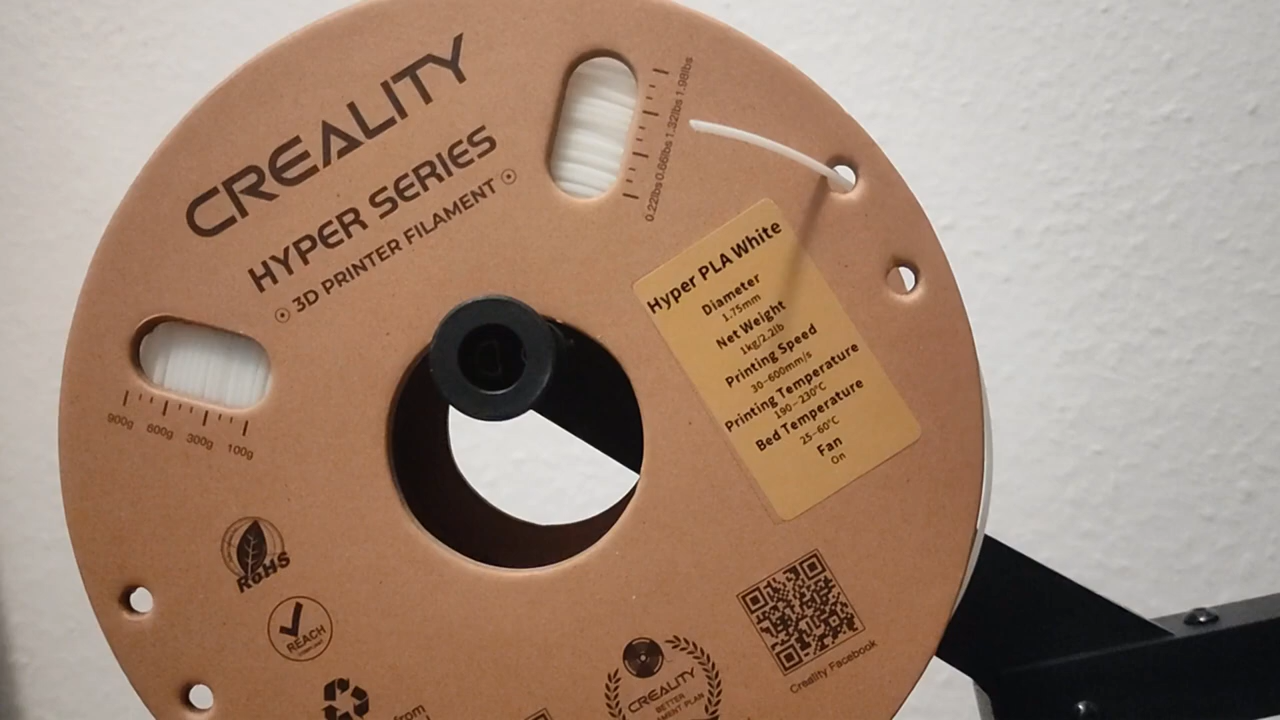 CREALITY
HYPER SERIES
3D PRINTER FILAMENT
0.22lbs 0.66lbs 1.32lbs 1.98lbs
Hyper PLA White
Diameter
1.75mm
Net Weight
1kg/2.2lb
Printing Speed
30-600mm/s
Printing Temperature
190-230°C
Bed Temperature
25-60°C
Fan
On
900g 600g 300g 100g
RoHS
REACH
from
CREALITY
BETTER
PLAN
Creality Facebook